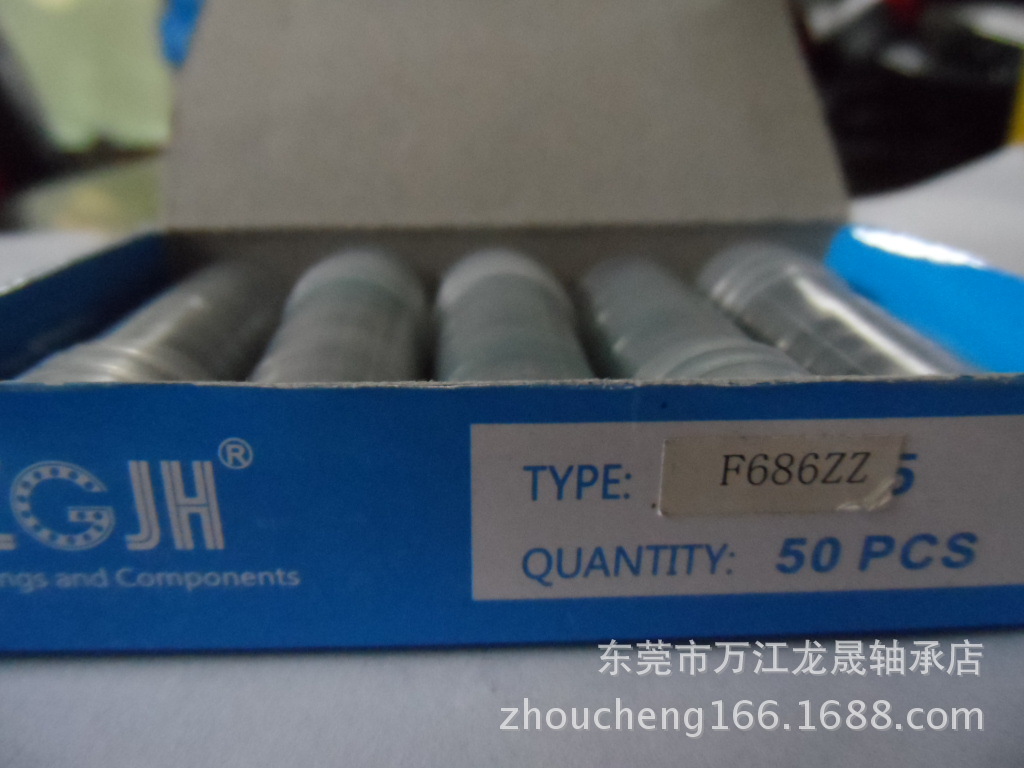 LGJH®
ngs and Components
TYPE: F686ZZ 5
QUANTITY: 50 PCS
东莞市万江龙晟轴承店
zhoucheng166.1688.com